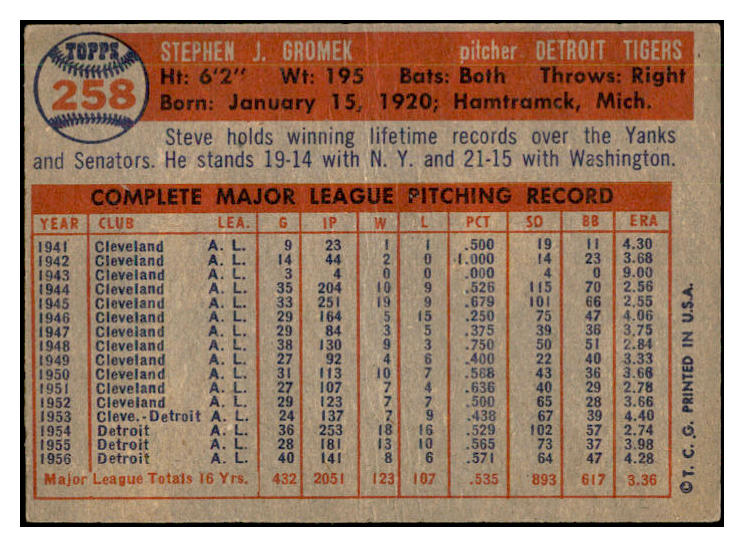 TOPPS
258
STEPHEN J. GROMEK pitcher DETROIT TIGERS
Ht: 6'2" Wt: 195 Bats: Both Throws: Right
Born: January 15, 1920; Hamtramck, Mich.
Steve holds winning lifetime records over the Yanks
and Senators. He stands 19-14 with N. Y. and 21-15 with Washington.
COMPLETE MAJOR LEAGUE PITCHING RECORD
YEAR CLUB LEA. G IP W L PCT SO BB ERA
1941 Cleveland A. L. 9 23 1 1 .500 19 11 4.30
1942 Cleveland A. L. 14 44 2 0 1.000 14 23 3.68
1943 Cleveland A. L. 3 4 0 0 .000 4 0 9.00
1944 Cleveland A. L. 35 204 10 9 .526 115 70 2.56
1945 Cleveland A. L. 33 251 19 9 .679 101 66 2.55
1946 Cleveland A. L. 29 164 5 15 .250 75 47 4.06
1947 Cleveland A. L. 29 84 3 5 .375 39 36 3.75
1948 Cleveland A. L. 38 130 9 3 .750 50 51 2.84
1949 Cleveland A. L. 27 92 4 6 .400 22 40 3.33
1950 Cleveland A. L. 31 113 10 7 .588 43 36 3.66
1951 Cleveland A. L. 27 107 7 4 .636 40 29 2.78
1952 Cleveland A. L. 29 123 7 7 .500 65 28 3.66
1953 Cleve.-Detroit A. L. 24 137 7 9 .438 67 39 4.40
1954 Detroit A. L. 36 253 18 16 .529 102 57 2.74
1955 Detroit A. L. 28 181 13 10 .565 73 37 3.98
1956 Detroit A. L. 40 141 8 6 .571 64 47 4.28
Major League Totals 16 Yrs. 432 2051 123 107 .535 893 617 3.36
© T. C. G. PRINTED IN U.S.A.